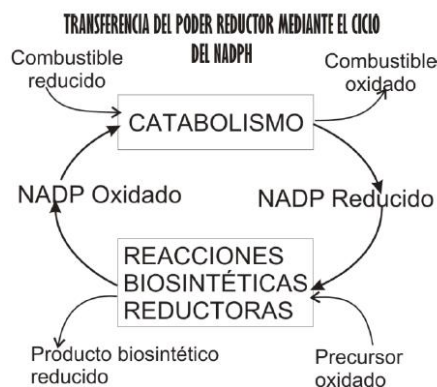 TRANSFERENCIA DEL PODER REDUCTOR MEDIANTE EL CICLO
DEL NADPH
Combustible
reducido
Combustible
oxidado
CATABOLISMO
NADP Oxidado
NADP Reducido
REACCIONES
BIOSINTÉTICAS
REDUCTORAS
Producto biosintético
reducido
Precursor
oxidado